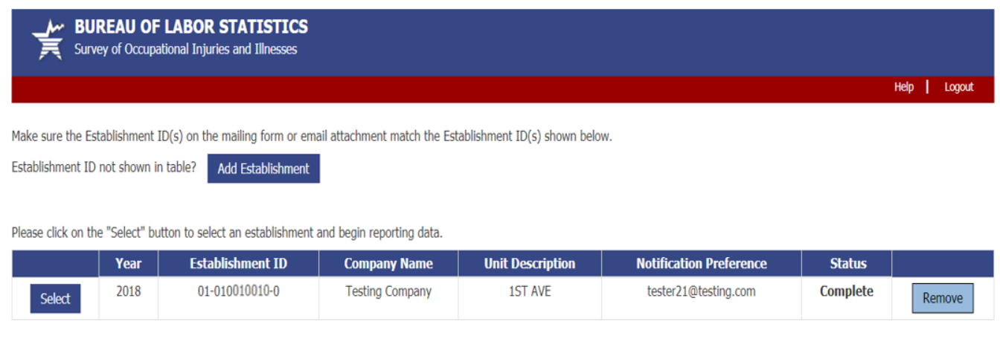 BUREAU OF LABOR STATISTICS
Survey of Occupational Injuries and Illnesses
Help | Logout
Make sure the Establishment ID(s) on the mailing form or email attachment match the Establishment ID(s) shown below.
Establishment ID not shown in table? Add Establishment
Please click on the "Select" button to select an establishment and begin reporting data.
Year Establishment ID Company Name Unit Description Notification Preference Status
Select 2018 01-010010010-0 Testing Company 1ST AVE tester21@testing.com Complete Remove